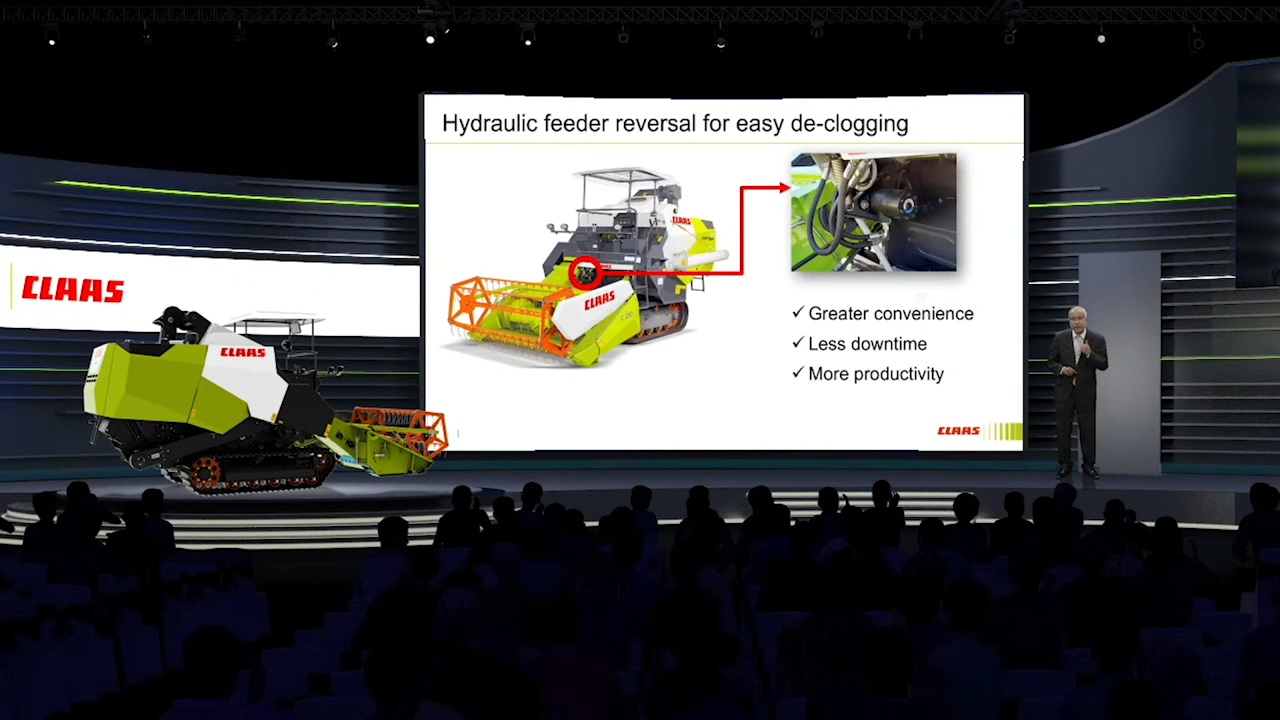 Hydraulic feeder reversal for easy de-clogging
CLAAS
CLAAS
CLAAS
CLAAS
✓ Greater convenience
✓ Less downtime
✓ More productivity
CLAAS